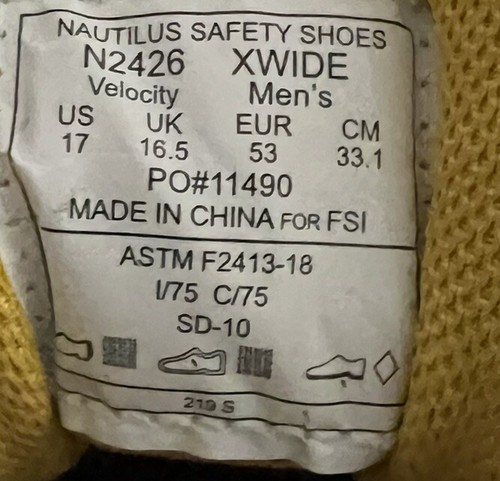 NAUTILUS SAFETY SHOES
N2426 XWIDE
Velocity Men's
US UK EUR CM
17 16.5 53 33.1
PO#11490
MADE IN CHINA FOR FSI
ASTM F2413-18
I/75 C/75
SD-10
219 S